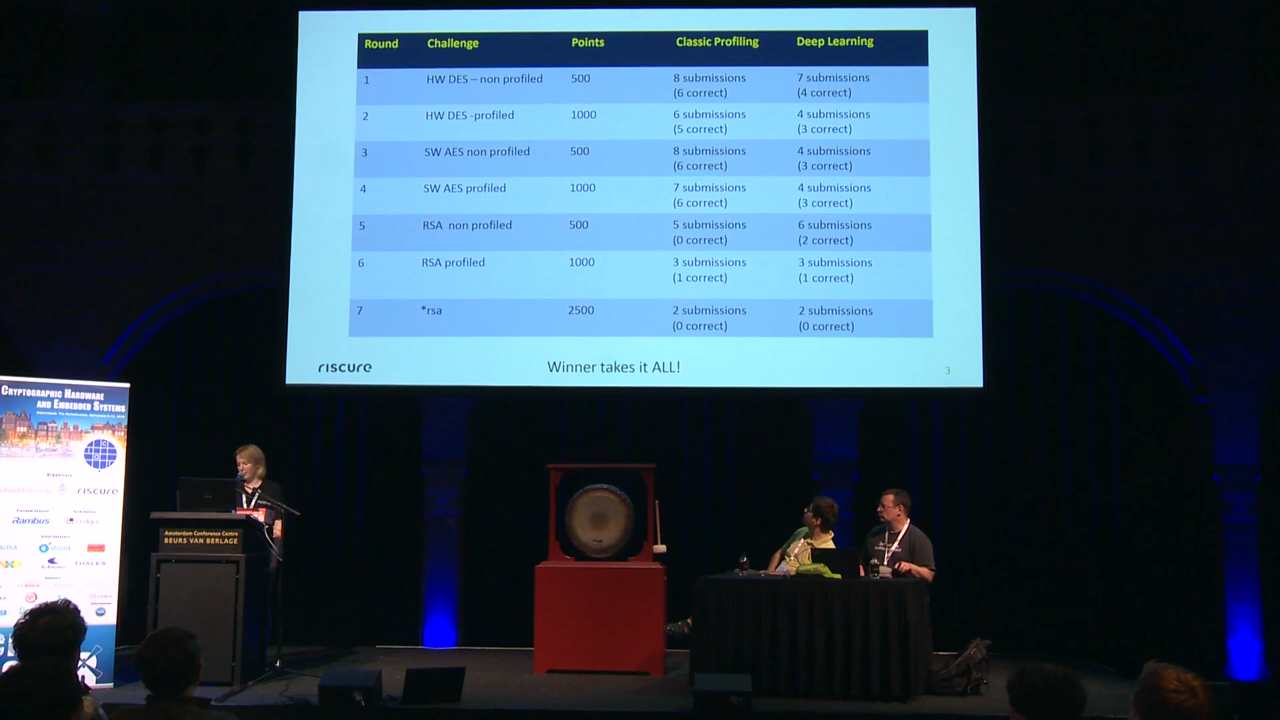 Round Challenge Points Classic Profiling Deep Learning
1 HW DES – non profiled 500 8 submissions (6 correct) 7 submissions (4 correct)
2 HW DES -profiled 1000 6 submissions (5 correct) 4 submissions (3 correct)
3 SW AES non profiled 500 8 submissions (6 correct) 4 submissions (3 correct)
4 SW AES profiled 1000 7 submissions (6 correct) 4 submissions (3 correct)
5 RSA non profiled 500 5 submissions (0 correct) 6 submissions (2 correct)
6 RSA profiled 1000 3 submissions (1 correct) 3 submissions (1 correct)
7 *rsa 2500 2 submissions (0 correct) 2 submissions (0 correct)
riscure Winner takes it ALL! 3
CRYPTOGRAPHIC HARDWARE
AND EMBEDDED SYSTEMS
riscure
Rambus
THALES
Amsterdam Conference Centre
BEURS VAN BERLAGE